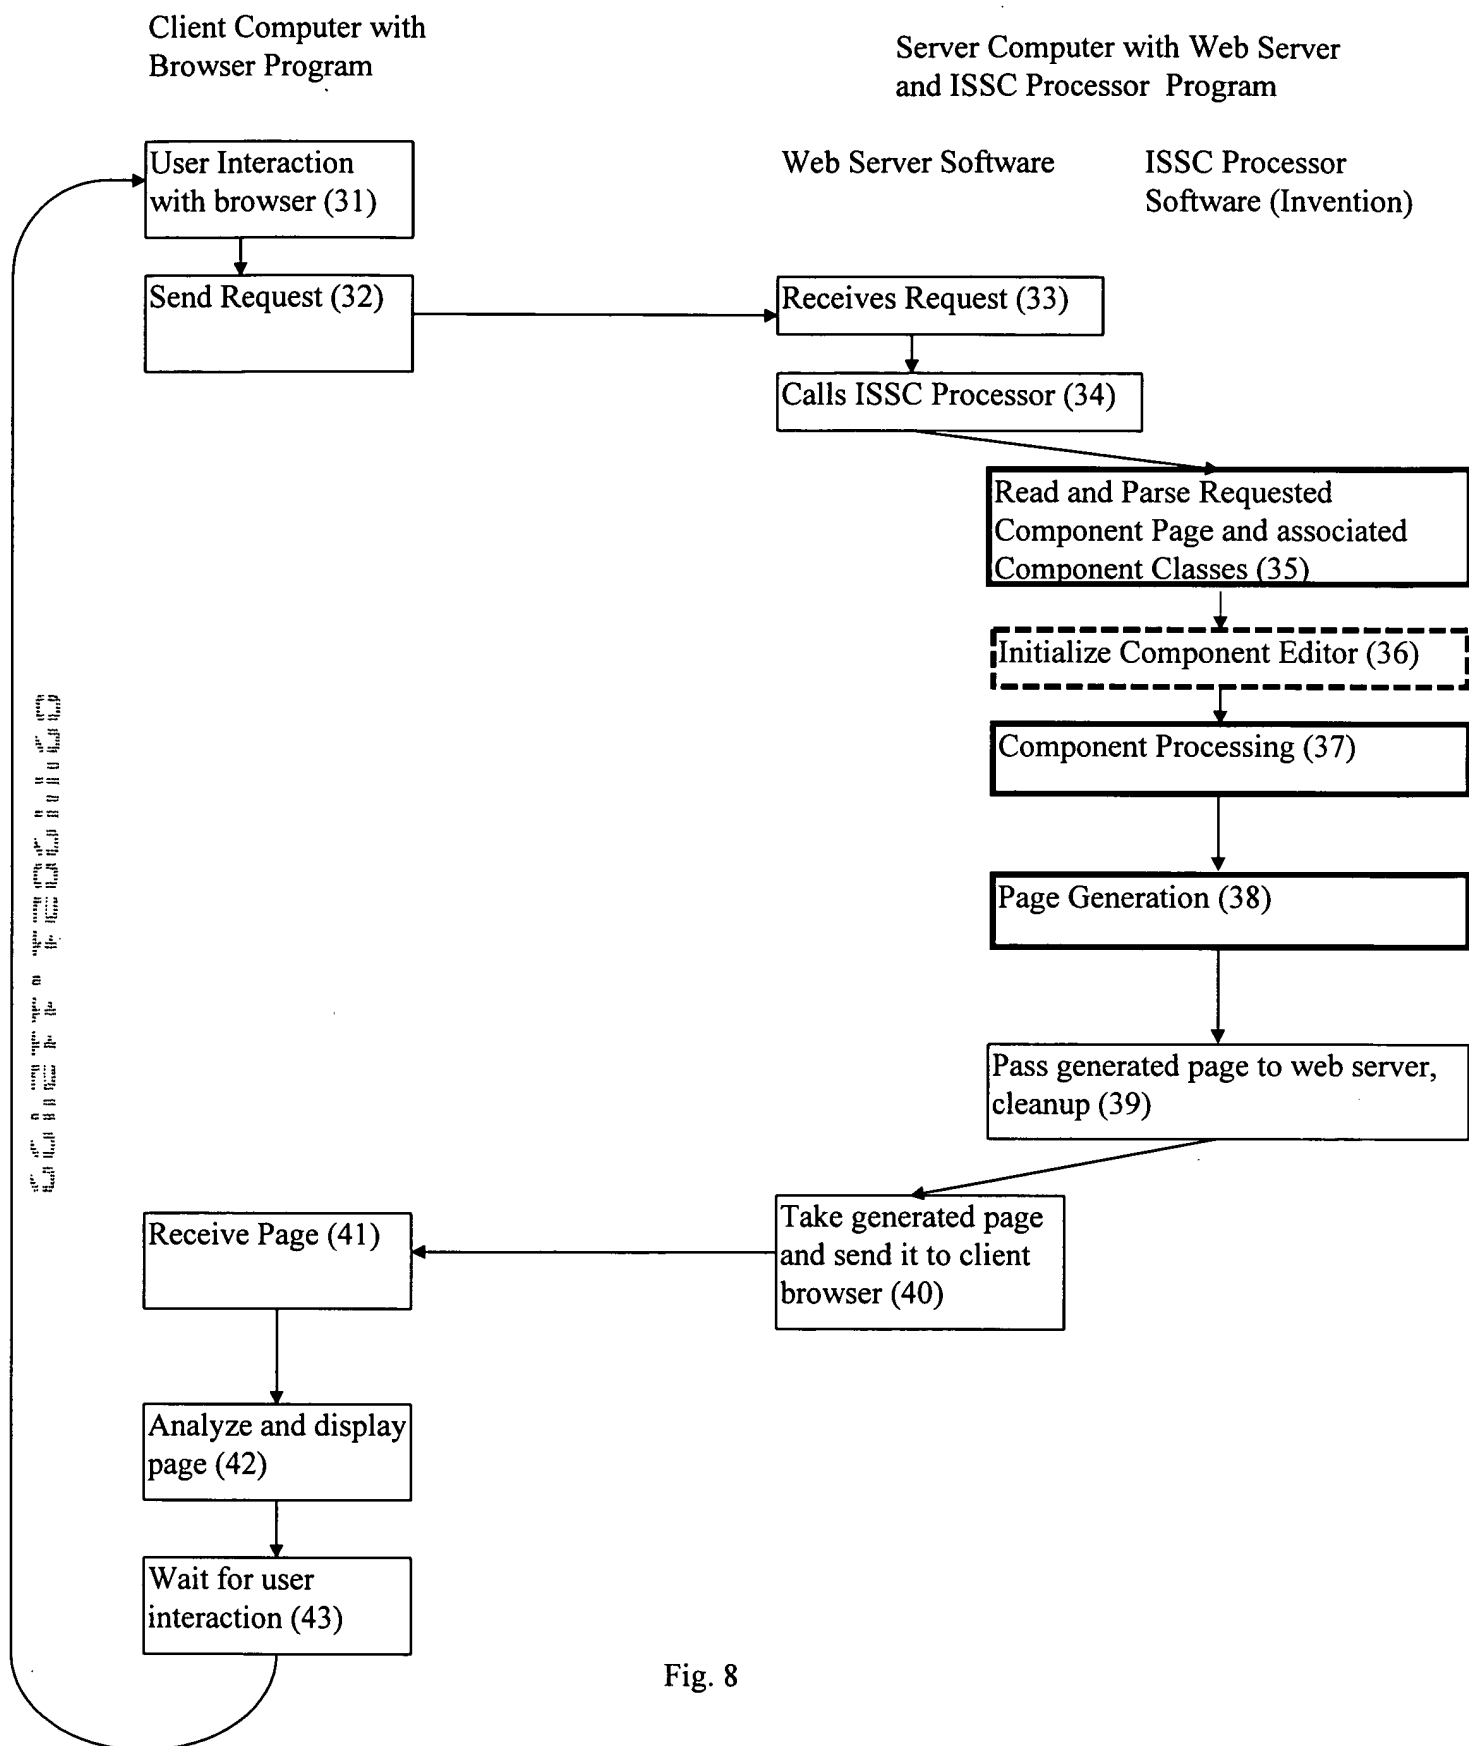 Client Computer with
Browser Program
Server Computer with Web Server
and ISSC Processor Program
Web Server Software
ISSC Processor
Software (Invention)
User Interaction
with browser (31)
Send Request (32)
Receives Request (33)
Calls ISSC Processor (34)
Read and Parse Requested
Component Page and associated
Component Classes (35)
Initialize Component Editor (36)
Component Processing (37)
Page Generation (38)
Pass generated page to web server,
cleanup (39)
Take generated page
and send it to client
browser (40)
Receive Page (41)
Analyze and display
page (42)
Wait for user
interaction (43)
Fig. 8